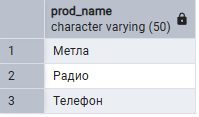 prod_name
character varying (50)
1 Метла
2 Радио
3 Телефон